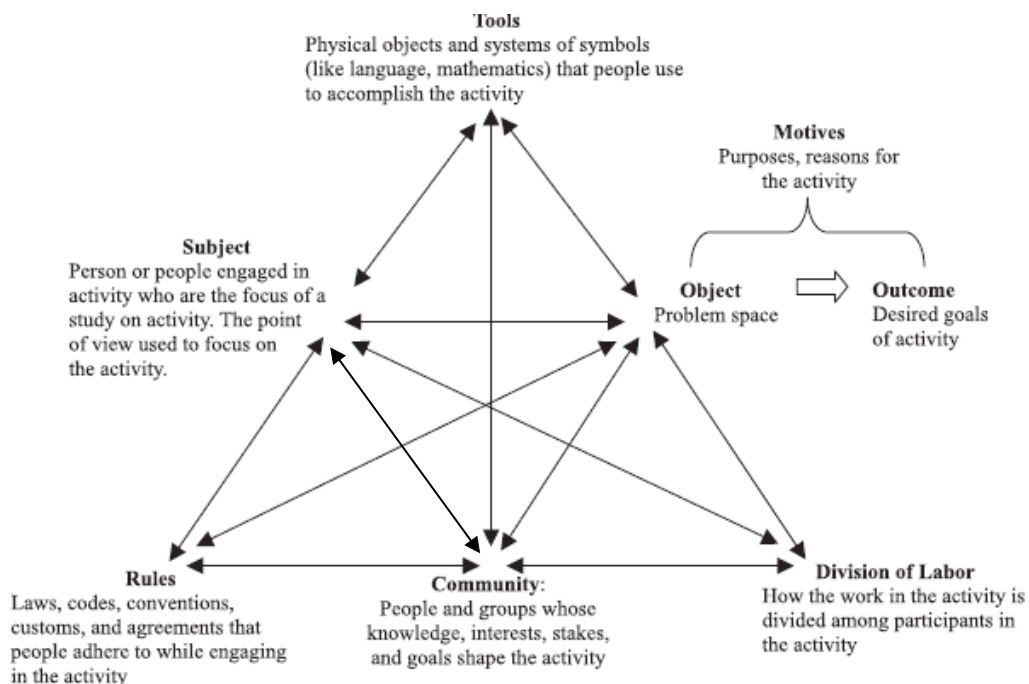 Tools
Physical objects and systems of symbols
(like language, mathematics) that people use
to accomplish the activity
Motives
Purposes, reasons for
the activity
Subject
Person or people engaged in
activity who are the focus of a
study on activity. The point
of view used to focus on
the activity.
Object
Problem space
Outcome
Desired goals
of activity
Rules
Laws, codes, conventions,
customs, and agreements that
people adhere to while engaging
in the activity
Community:
People and groups whose
knowledge, interests, stakes,
and goals shape the activity
Division of Labor
How the work in the activity is
divided among participants in
the activity